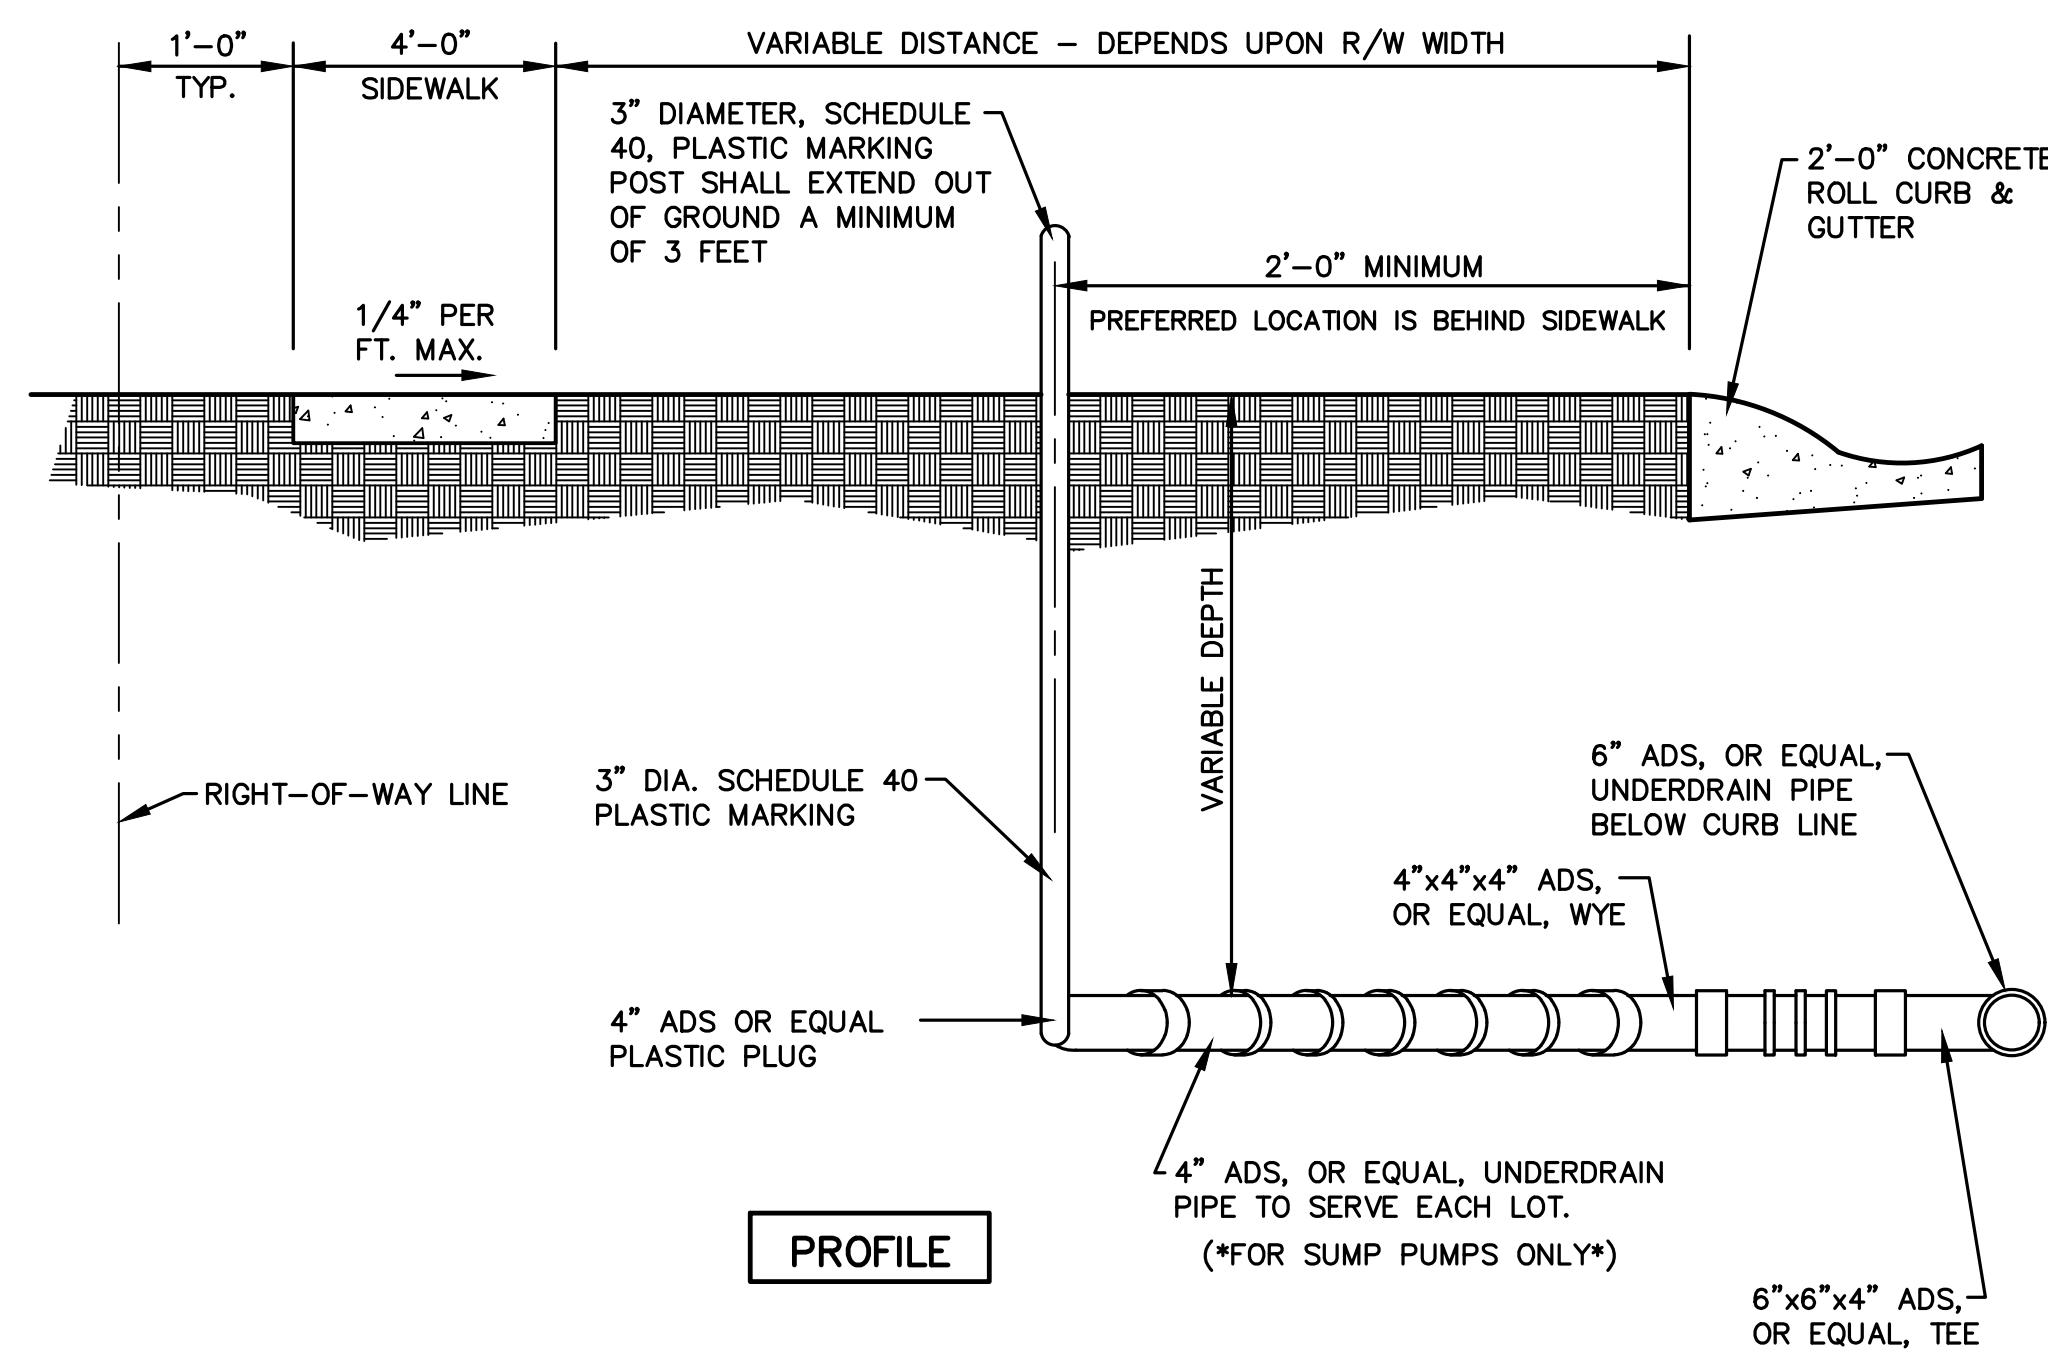 1'-0"
TYP.
4'-0"
SIDEWALK
VARIABLE DISTANCE - DEPENDS UPON R/W WIDTH
3" DIAMETER, SCHEDULE
40, PLASTIC MARKING
POST SHALL EXTEND OUT
OF GROUND A MINIMUM
OF 3 FEET
2'-0" CONCRETE
ROLL CURB &
GUTTER
2'-0" MINIMUM
PREFERRED LOCATION IS BEHIND SIDEWALK
1/4" PER
FT. MAX.
VARIABLE DEPTH
RIGHT-OF-WAY LINE
3" DIA. SCHEDULE 40
PLASTIC MARKING
6" ADS, OR EQUAL,
UNDERDRAIN PIPE
BELOW CURB LINE
4"x4"x4" ADS,
OR EQUAL, WYE
4" ADS OR EQUAL
PLASTIC PLUG
4" ADS, OR EQUAL, UNDERDRAIN
PIPE TO SERVE EACH LOT.
(*FOR SUMP PUMPS ONLY*)
PROFILE
6"x6"x4" ADS,
OR EQUAL, TEE